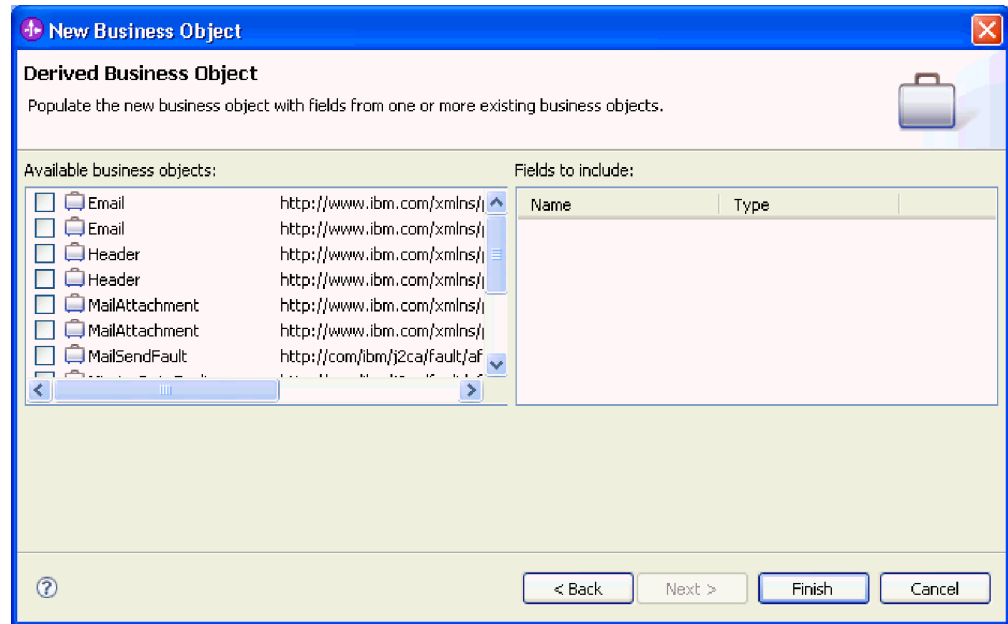 New Business Object
Derived Business Object
Populate the new business object with fields from one or more existing business objects.
Available business objects:
Email http://www.ibm.com/xmlns/
Email http://www.ibm.com/xmlns/
Header http://www.ibm.com/xmlns/
Header http://www.ibm.com/xmlns/
MailAttachment http://www.ibm.com/xmlns/
MailAttachment http://www.ibm.com/xmlns/
MailSendFault http://com/ibm/j2ca/fault/af
Fields to include:
Name Type
?
< Back Next > Finish Cancel